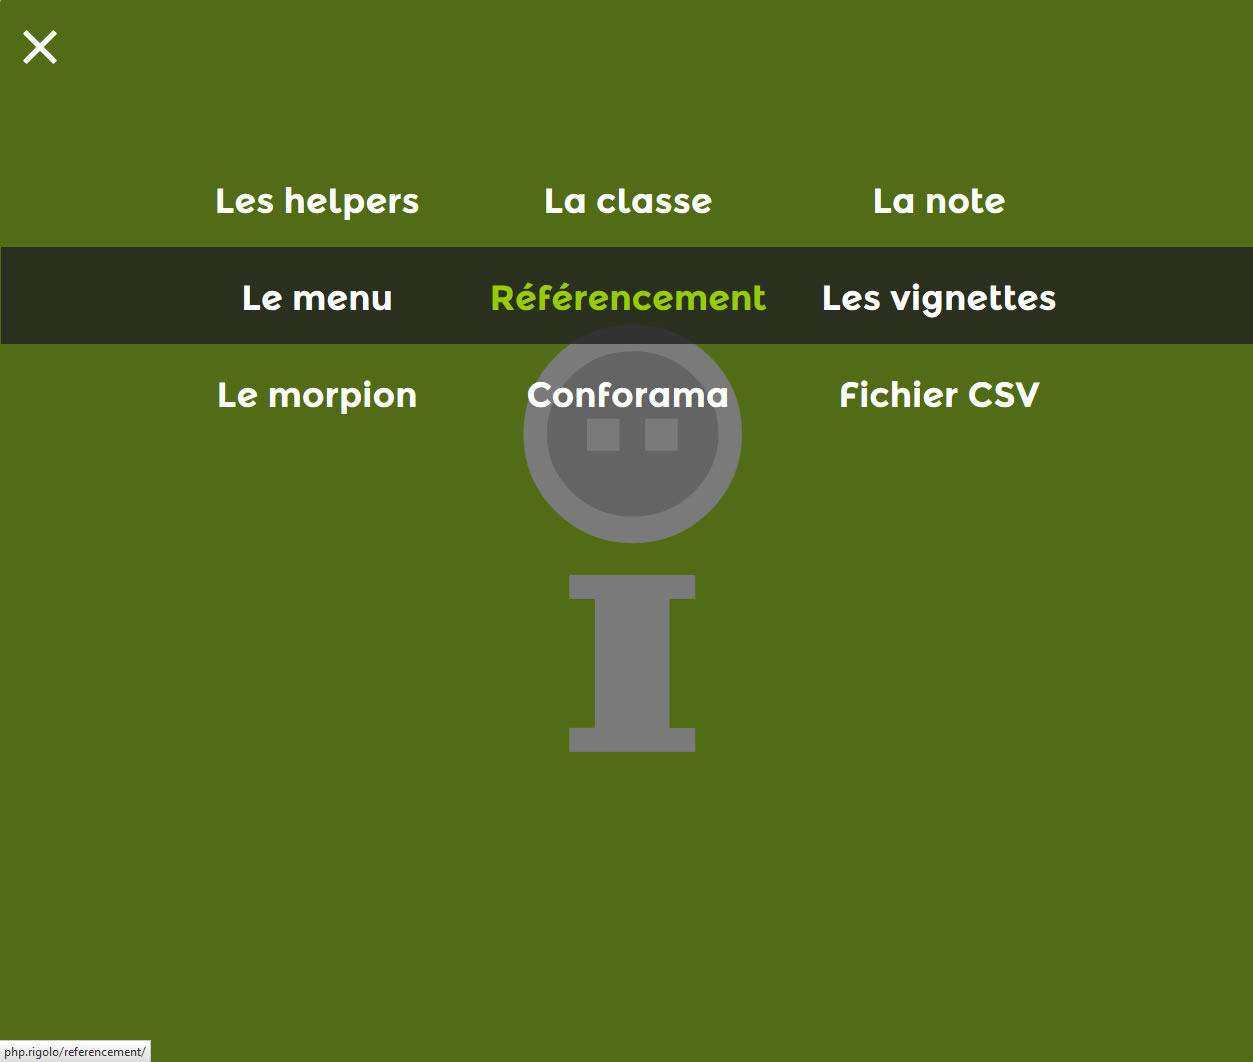 Les helpers La classe La note
Le menu Référencement Les vignettes
Le morpion Conforama Fichier CSV
php.rigolo/referencement/